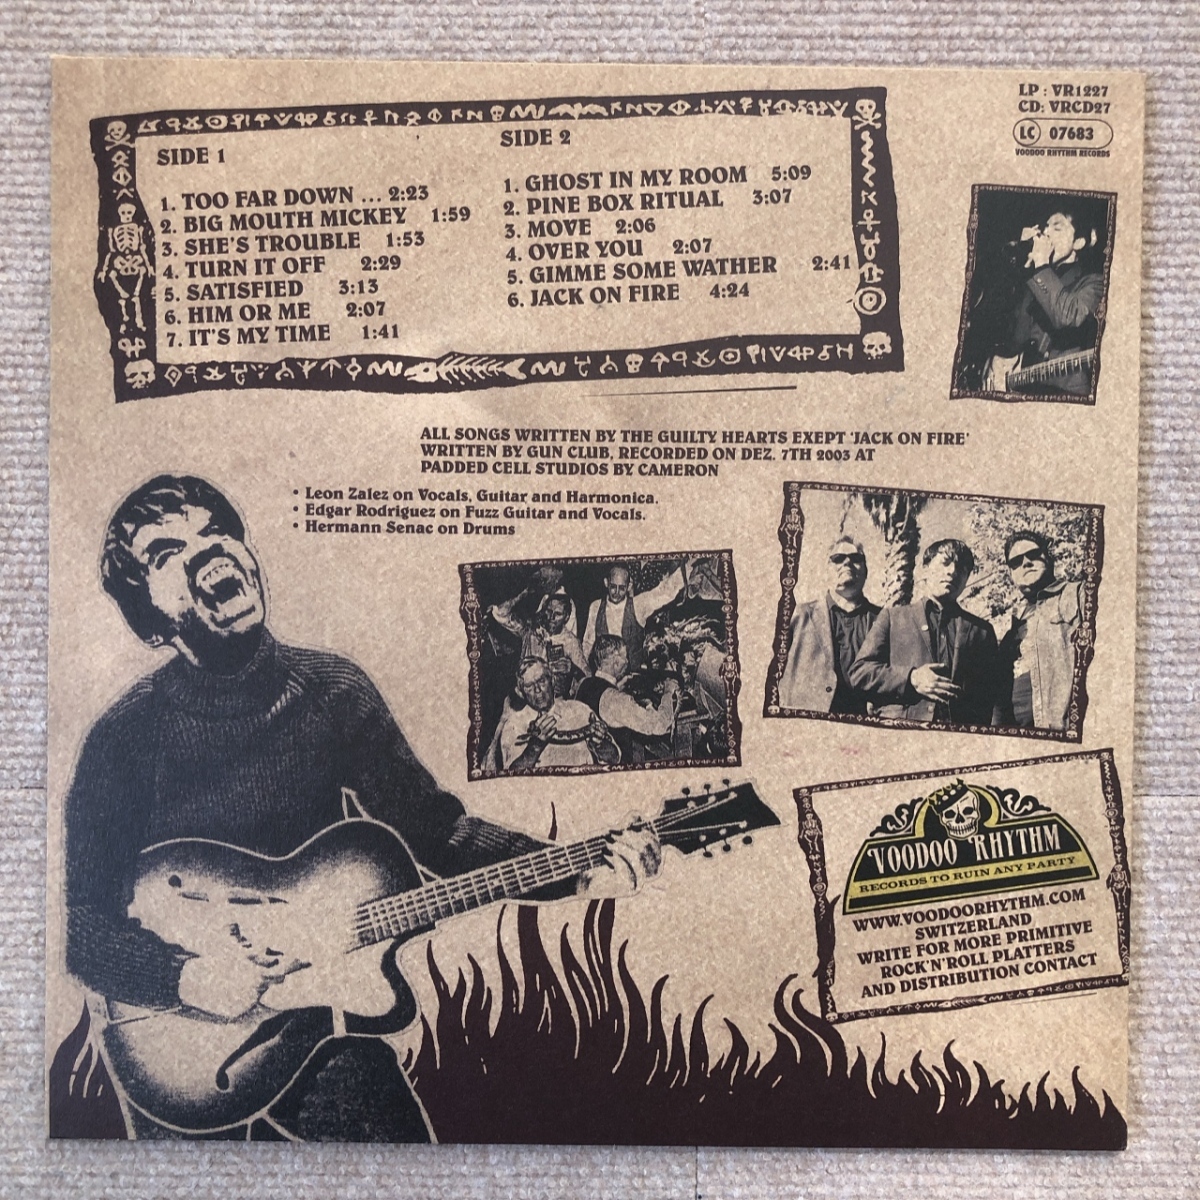 LP : VR1227
CD: VRCD27
LC 07683
VOODOO RHYTHM RECORDS
SIDE 1
1. TOO FAR DOWN ... 2:23
2. BIG MOUTH MICKEY 1:59
3. SHE'S TROUBLE 1:53
4. TURN IT OFF 2:29
5. SATISFIED 3:13
6. HIM OR ME 2:07
7. IT'S MY TIME 1:41
SIDE 2
1. GHOST IN MY ROOM 5:09
2. PINE BOX RITUAL 3:07
3. MOVE 2:06
4. OVER YOU 2:07
5. GIMME SOME WATHER 2:41
6. JACK ON FIRE 4:24
ALL SONGS WRITTEN BY THE GUILTY HEARTS EXEPT 'JACK ON FIRE'
WRITTEN BY GUN CLUB, RECORDED ON DEZ. 7TH 2003 AT
PADDED CELL STUDIOS BY CAMERON
• Leon Zalez on Vocals, Guitar and Harmonica.
• Edgar Rodriguez on Fuzz Guitar and Vocals.
• Hermann Senac on Drums
VOODOO RHYTHM
RECORDS TO RUIN ANY PARTY
WWW.VOODOORHYTHM.COM
SWITZERLAND
WRITE FOR MORE PRIMITIVE
ROCK'N'ROLL PLATTERS
AND DISTRIBUTION CONTACT